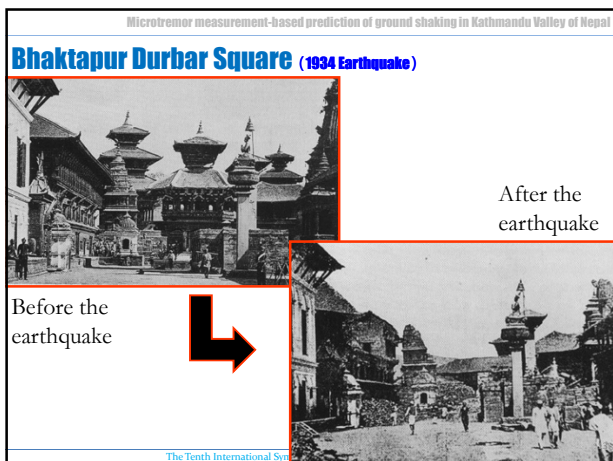 Microtremor measurement-based prediction of ground shaking in Kathmandu Valley of Nepal
Bhaktapur Durbar Square (1934 Earthquake)
After the
earthquake
Before the
earthquake
The Tenth International